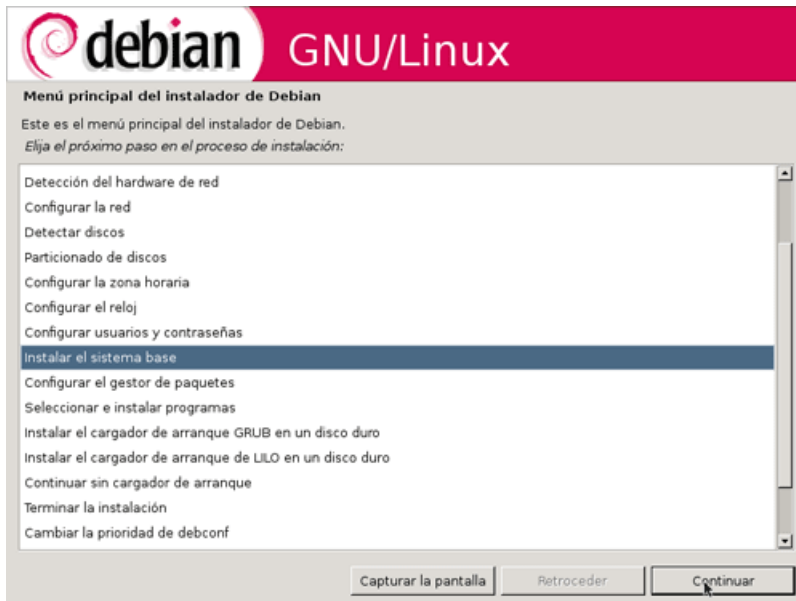 debian GNU/Linux
Menú principal del instalador de Debian
Este es el menú principal del instalador de Debian.
Elija el próximo paso en el proceso de instalación:
Detección del hardware de red
Configurar la red
Detectar discos
Particionado de discos
Configurar la zona horaria
Configurar el reloj
Configurar usuarios y contraseñas
Instalar el sistema base
Configurar el gestor de paquetes
Seleccionar e instalar programas
Instalar el cargador de arranque GRUB en un disco duro
Instalar el cargador de arranque de LILO en un disco duro
Continuar sin cargador de arranque
Terminar la instalación
Cambiar la prioridad de debconf
Capturar la pantalla Retroceder Continuar